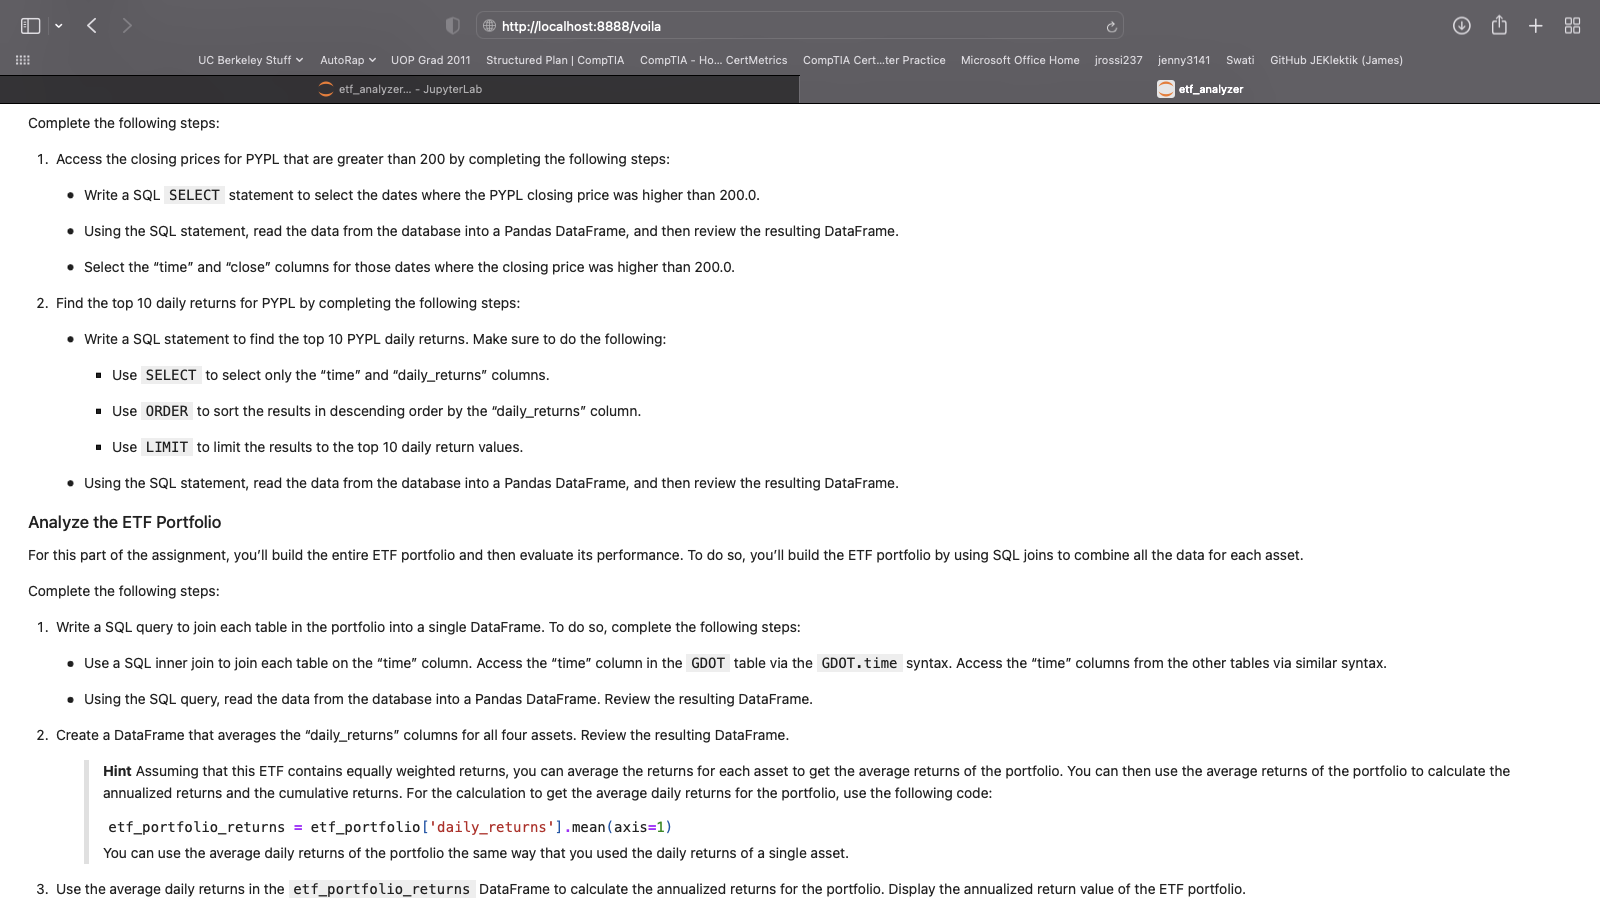 http://localhost:8888/voila
UC Berkeley Stuff AutoRap UOP Grad 2011 Structured Plan | CompTIA CompTIA - Ho... CertMetrics CompTIA Cert...ter Practice Microsoft Office Home jrossi237 jenny3141 Swati GitHub JEKlektik (James)
etf_analyzer... - JupyterLab etf_analyzer
Complete the following steps:
1. Access the closing prices for PYPL that are greater than 200 by completing the following steps:
• Write a SQL SELECT statement to select the dates where the PYPL closing price was higher than 200.0.
• Using the SQL statement, read the data from the database into a Pandas DataFrame, and then review the resulting DataFrame.
• Select the “time” and “close” columns for those dates where the closing price was higher than 200.0.
2. Find the top 10 daily returns for PYPL by completing the following steps:
• Write a SQL statement to find the top 10 PYPL daily returns. Make sure to do the following:
▪ Use SELECT to select only the “time” and “daily_returns” columns.
▪ Use ORDER to sort the results in descending order by the “daily_returns” column.
▪ Use LIMIT to limit the results to the top 10 daily return values.
• Using the SQL statement, read the data from the database into a Pandas DataFrame, and then review the resulting DataFrame.
Analyze the ETF Portfolio
For this part of the assignment, you’ll build the entire ETF portfolio and then evaluate its performance. To do so, you’ll build the ETF portfolio by using SQL joins to combine all the data for each asset.
Complete the following steps:
1. Write a SQL query to join each table in the portfolio into a single DataFrame. To do so, complete the following steps:
• Use a SQL inner join to join each table on the “time” column. Access the “time” column in the GDOT table via the GDOT.time syntax. Access the “time” columns from the other tables via similar syntax.
• Using the SQL query, read the data from the database into a Pandas DataFrame. Review the resulting DataFrame.
2. Create a DataFrame that averages the “daily_returns” columns for all four assets. Review the resulting DataFrame.
Hint Assuming that this ETF contains equally weighted returns, you can average the returns for each asset to get the average returns of the portfolio. You can then use the average returns of the portfolio to calculate the
annualized returns and the cumulative returns. For the calculation to get the average daily returns for the portfolio, use the following code:
etf_portfolio_returns = etf_portfolio['daily_returns'].mean(axis=1)
You can use the average daily returns of the portfolio the same way that you used the daily returns of a single asset.
3. Use the average daily returns in the etf_portfolio_returns DataFrame to calculate the annualized returns for the portfolio. Display the annualized return value of the ETF portfolio.